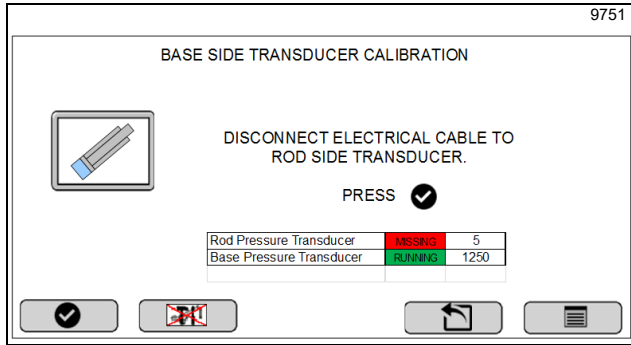 9751
BASE SIDE TRANSDUCER CALIBRATION
DISCONNECT ELECTRICAL CABLE TO
ROD SIDE TRANSDUCER.
PRESS
Rod Pressure Transducer MISSING 5
Base Pressure Transducer RUNNING 1250